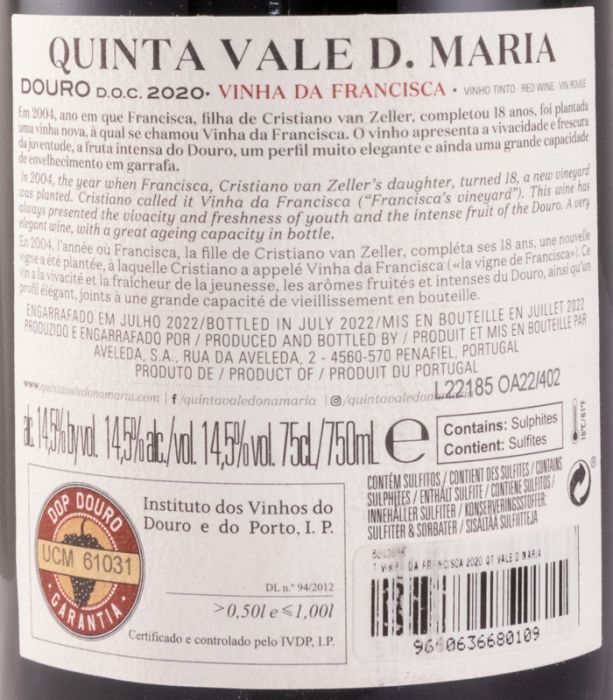 QUINTA VALE D. MARIA
DOURO D.O.C. 2020 • VINHA DA FRANCISCA • VINHO TINTO · RED WINE · VIN ROUGE
Em 2004, ano em que Francisca, filha de Cristiano van Zeller, completou 18 anos, foi plantada
uma vinha nova, à qual se chamou Vinha da Francisca. O vinho apresenta a vivacidade e frescura
da juventude, a fruta intensa do Douro, um perfil muito elegante e ainda uma grande capacidade
de envelhecimento em garrafa.
In 2004, the year when Francisca, Cristiano van Zeller's daughter, turned 18, a new vineyard
was planted. Cristiano called it Vinha da Francisca ("Francisca's vineyard"). This wine has
always presented the vivacity and freshness of youth and the intense fruit of the Douro. A very
elegant wine, with a great ageing capacity in bottle.
En 2004, l'année où Francisca, la fille de Cristiano van Zeller, compléta ses 18 ans, une nouvelle
vigne a été plantée, à laquelle Cristiano a appelé Vinha da Francisca («la vigne de Francisca»). Ce
vin a la vivacité et la fraîcheur de la jeunesse, les arômes fruités et intenses du Douro, ainsi qu'un
profil élégant, joints à une grande capacité de vieillissement en bouteille.
ENGARRAFADO EM JULHO 2022/BOTTLED IN JULY 2022/MIS EN BOUTEILLE EN JUILLET 2022
PRODUZIDO E ENGARRAFADO POR / PRODUCED AND BOTTLED BY / PRODUIT ET MIS EN BOUTEILLE PAR
AVELEDA, S.A., RUA DA AVELEDA, 2 - 4560-570 PENAFIEL, PORTUGAL
PRODUTO DE / PRODUCT OF / PRODUIT DU PORTUGAL
L22185 OA22/402
www.quintavaledonamaria.com | f /quintavaledonamaria | /quintavaledonamaria
alc. 14,5% by vol. 14,5% alc./vol. 14,5% vol. 75cl/750mL e
Contains: Sulphites
Contient: Sulfites
16°C/61°F
CONTÉM SULFITOS / CONTIENT DES SULFITES / CONTAINS
SULPHITES / ENTHÄLT SULFITE / CONTIENE SULFITOS /
INNEHÅLLER SULFITER / KONSERVERINGSSTOFFER:
SULFITER & SORBATER / SISÄLTÄÄ SULFIITTEJA
DOP DOURO
UCM 61031
GARANTIA
Instituto dos Vinhos do
Douro e do Porto, I. P.
DL n.º 94/2012
>0,50l e ≤1,00l
Certificado e controlado pelo IVDP, I.P.
T VINHA DA FRANCISCA 2020 QT VALE D MARIA
0636680109